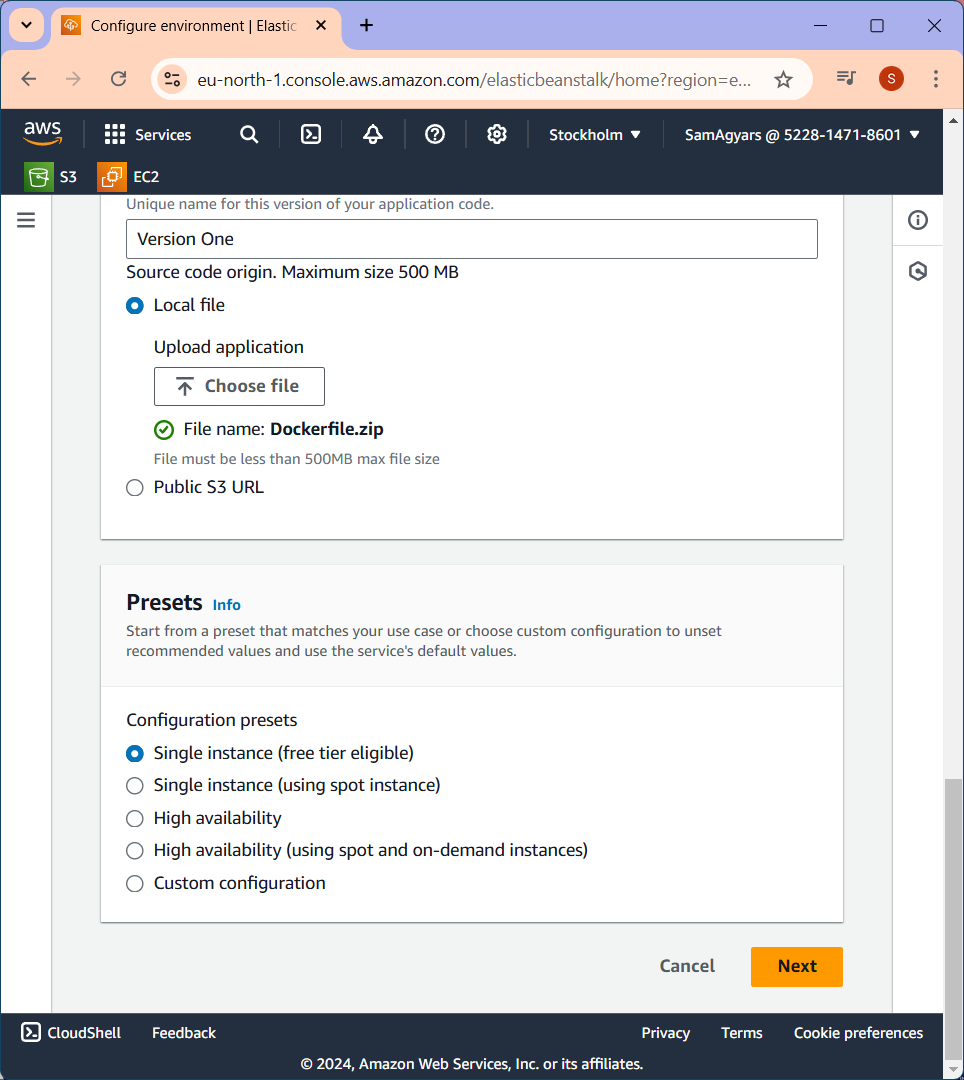 Configure environment | Elastic
eu-north-1.console.aws.amazon.com/elasticbeanstalk/home?region=e...
S
aws
Services
Stockholm
SamAgyars @ 5228-1471-8601
S3
EC2
Unique name for this version of your application code.
Version One
Source code origin. Maximum size 500 MB
Local file
Upload application
Choose file
File name: Dockerfile.zip
File must be less than 500MB max file size
Public S3 URL
Presets Info
Start from a preset that matches your use case or choose custom configuration to unset
recommended values and use the service's default values.
Configuration presets
Single instance (free tier eligible)
Single instance (using spot instance)
High availability
High availability (using spot and on-demand instances)
Custom configuration
Cancel
Next
CloudShell
Feedback
Privacy
Terms
Cookie preferences
© 2024, Amazon Web Services, Inc. or its affiliates.